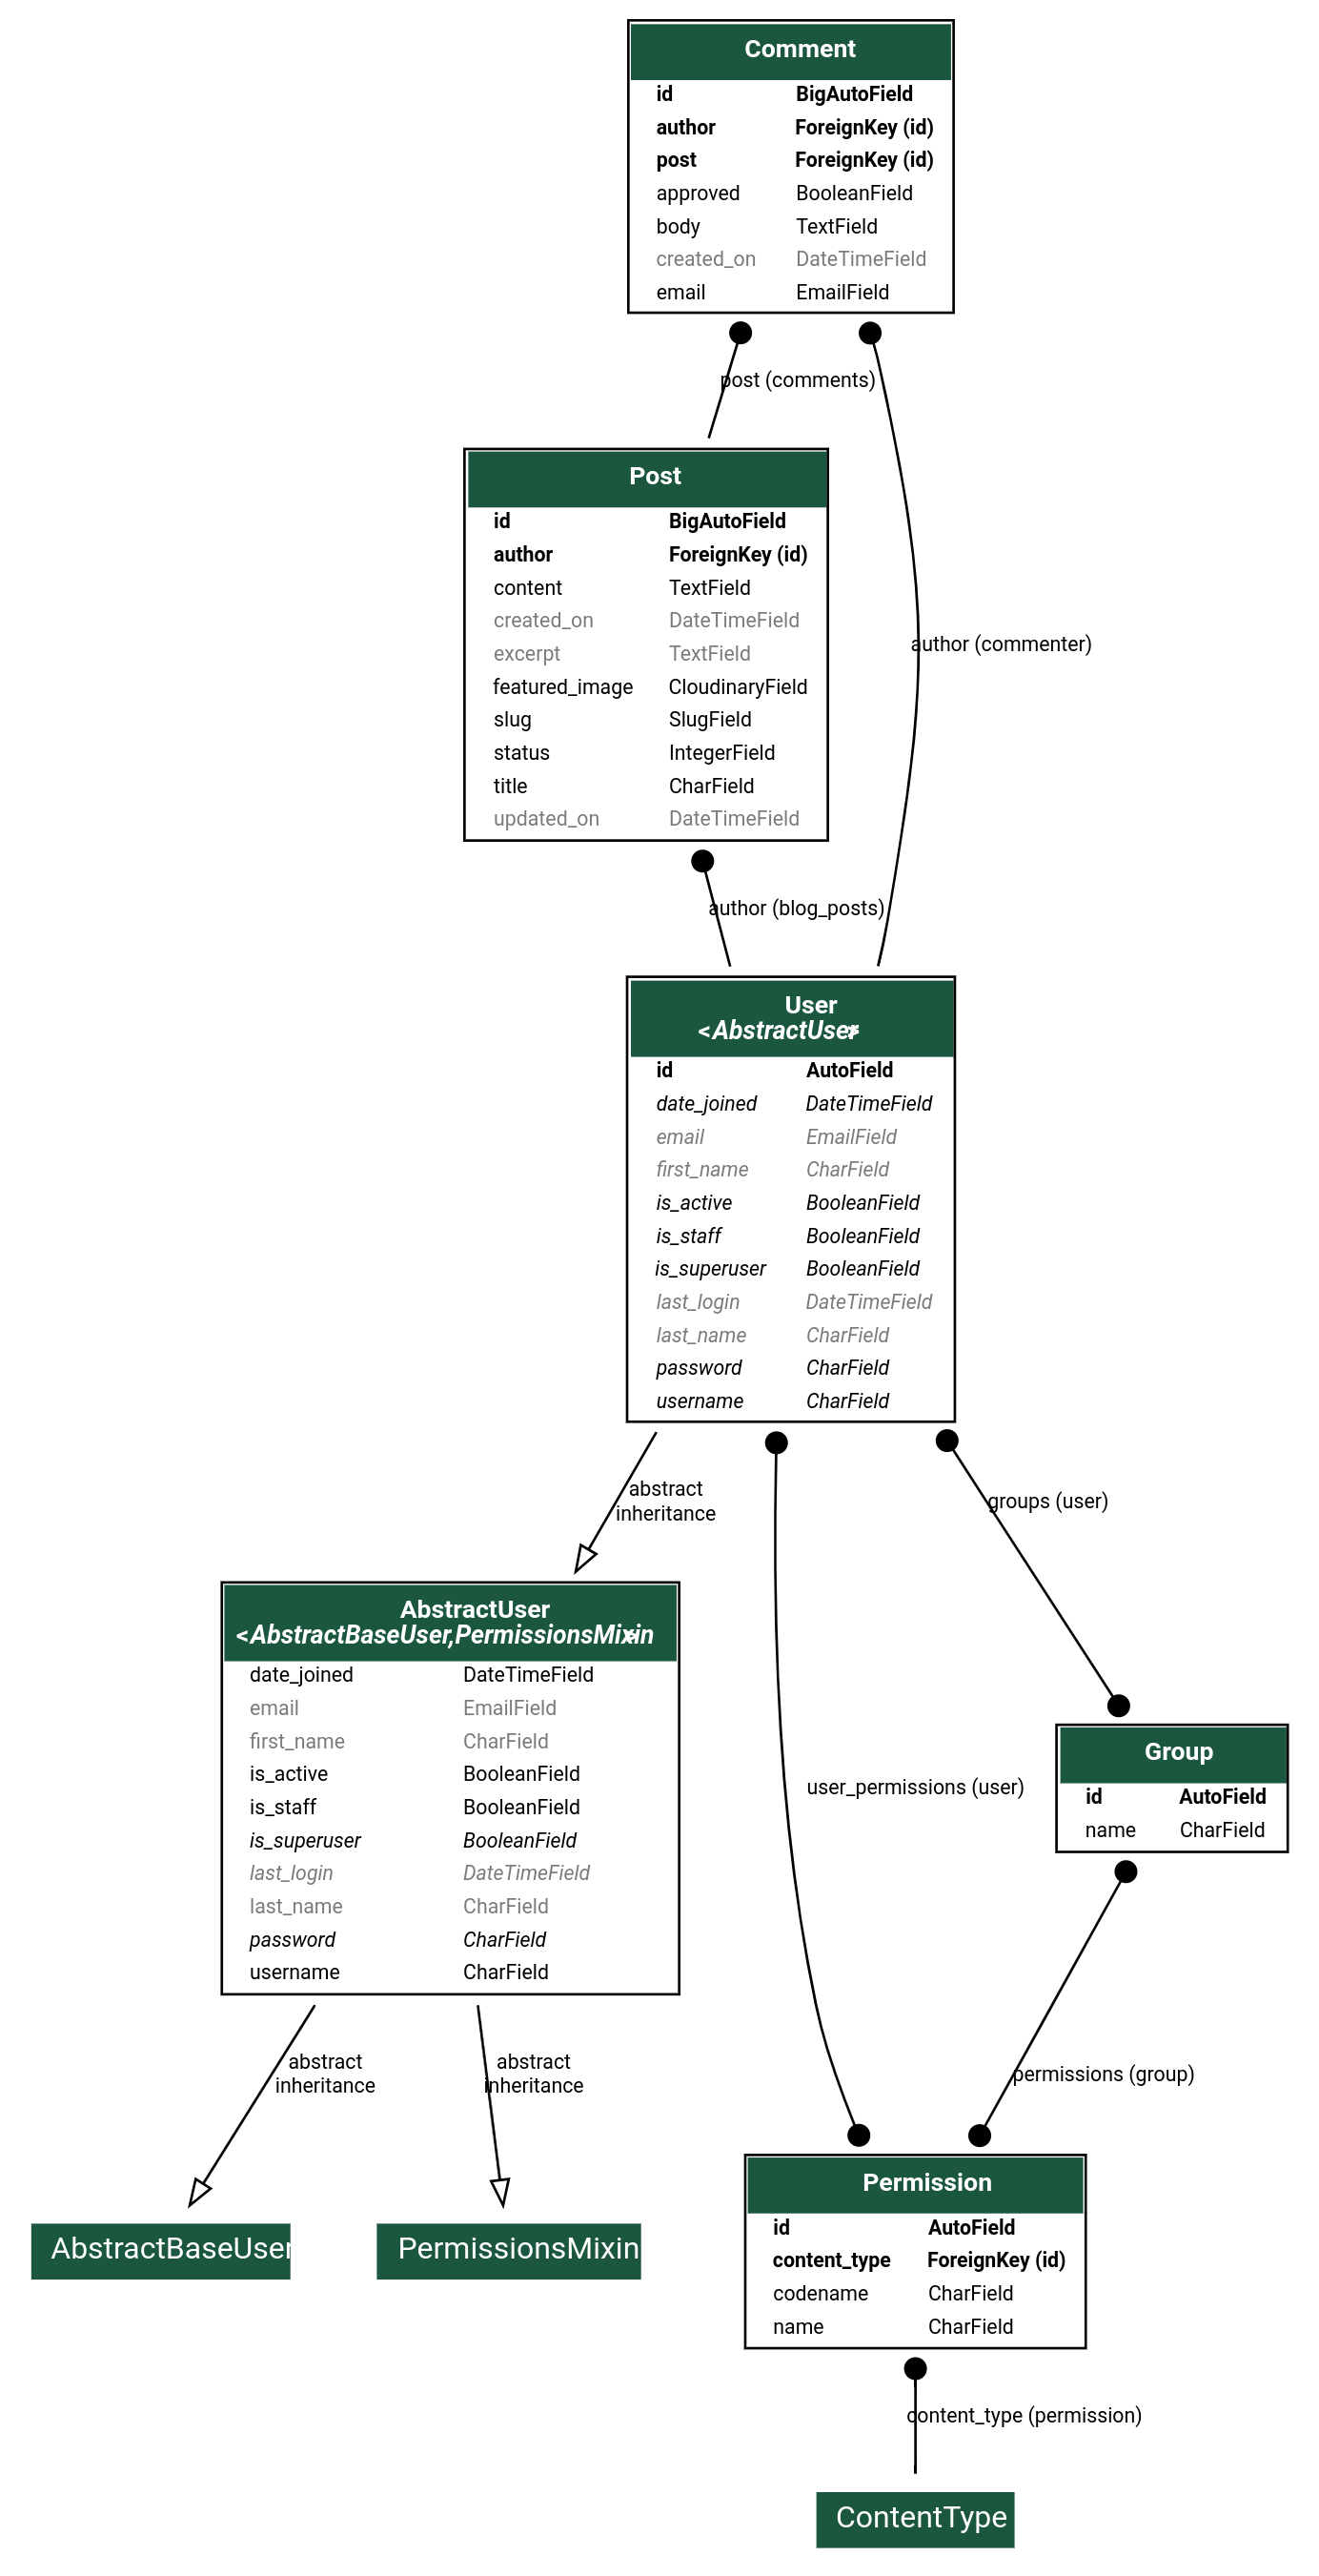 Comment
id BigAutoField
author ForeignKey (id)
post ForeignKey (id)
approved BooleanField
body TextField
created_on DateTimeField
email EmailField
post (comments)
Post
id BigAutoField
author ForeignKey (id)
content TextField
created_on DateTimeField
excerpt TextField
featured_image CloudinaryField
slug SlugField
status IntegerField
title CharField
updated_on DateTimeField
author (commenter)
author (blog_posts)
User
<AbstractUser>
id AutoField
date_joined DateTimeField
email EmailField
first_name CharField
is_active BooleanField
is_staff BooleanField
is_superuser BooleanField
last_login DateTimeField
last_name CharField
password CharField
username CharField
abstract
inheritance
groups (user)
AbstractUser
<AbstractBaseUser,PermissionsMixin>
date_joined DateTimeField
email EmailField
first_name CharField
is_active BooleanField
is_staff BooleanField
is_superuser BooleanField
last_login DateTimeField
last_name CharField
password CharField
username CharField
user_permissions (user)
Group
id AutoField
name CharField
abstract
inheritance
abstract
inheritance
permissions (group)
AbstractBaseUser
PermissionsMixin
Permission
id AutoField
content_type ForeignKey (id)
codename CharField
name CharField
content_type (permission)
ContentType